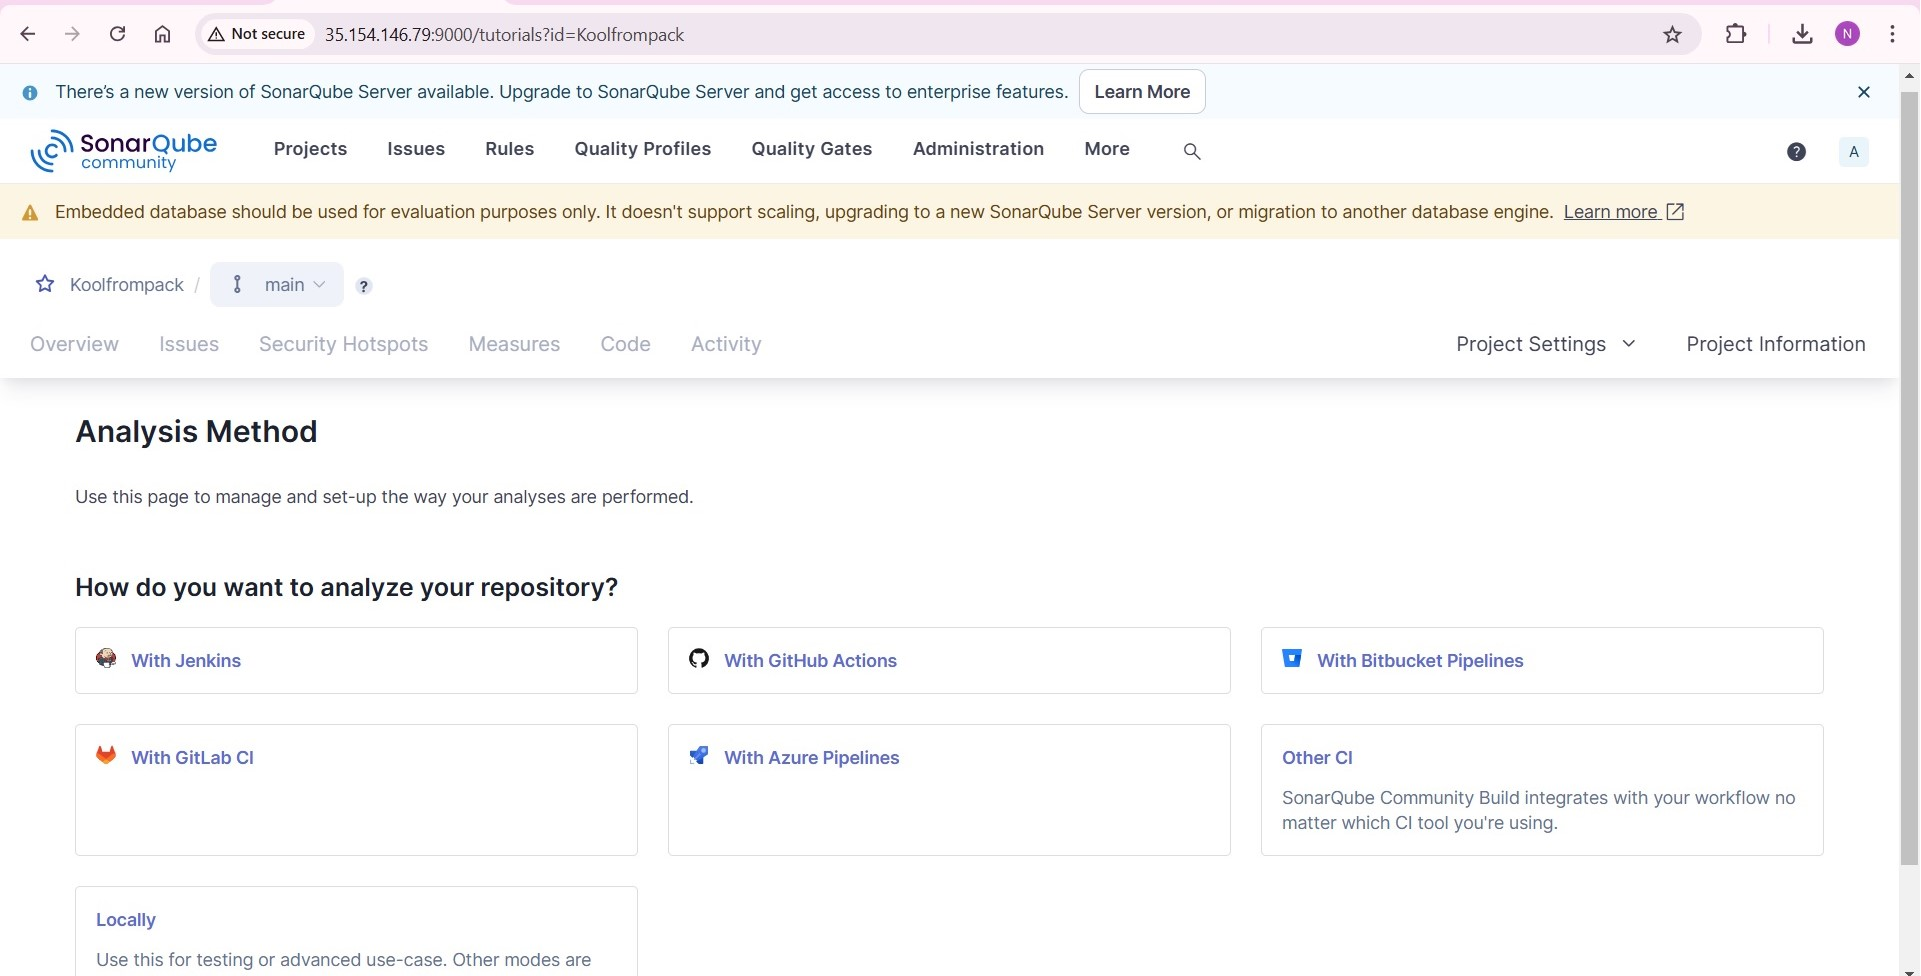 Not secure 35.154.146.79:9000/tutorials?id=Koolfrompack N
There's a new version of SonarQube Server available. Upgrade to SonarQube Server and get access to enterprise features. Learn More
SonarQube community Projects Issues Rules Quality Profiles Quality Gates Administration More ? A
Embedded database should be used for evaluation purposes only. It doesn't support scaling, upgrading to a new SonarQube Server version, or migration to another database engine. Learn more
Koolfrompack / main ?
Overview Issues Security Hotspots Measures Code Activity Project Settings Project Information
Analysis Method
Use this page to manage and set-up the way your analyses are performed.
How do you want to analyze your repository?
With Jenkins With GitHub Actions With Bitbucket Pipelines
With GitLab CI With Azure Pipelines Other CI
SonarQube Community Build integrates with your workflow no
matter which CI tool you're using.
Locally
Use this for testing or advanced use-case. Other modes are